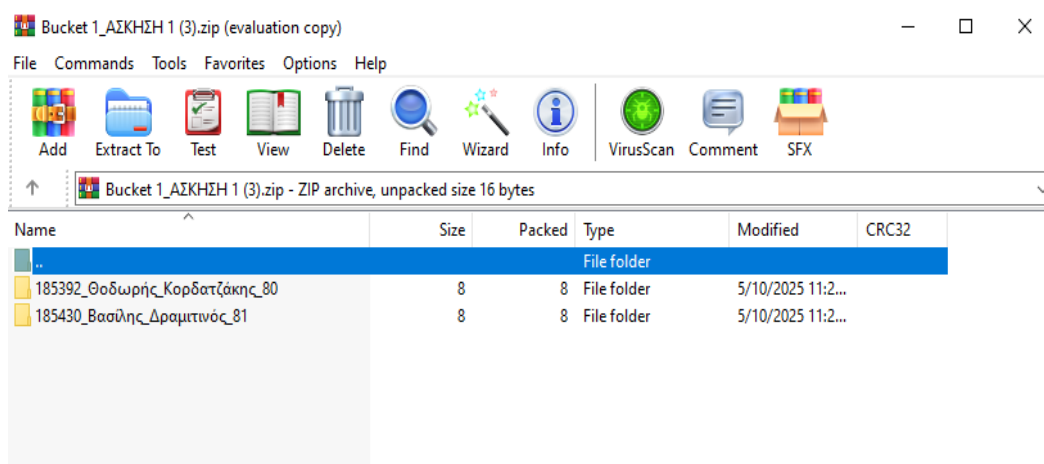 Bucket 1_ΑΣΚΗΣΗ 1 (3).zip (evaluation copy)
File Commands Tools Favorites Options Help
Add Extract To Test View Delete Find Wizard Info VirusScan Comment SFX
Bucket 1_ΑΣΚΗΣΗ 1 (3).zip - ZIP archive, unpacked size 16 bytes
Name Size Packed Type Modified CRC32
.. File folder
185392_Θοδωρής_Κορδατζάκης_80 8 8 File folder 5/10/2025 11:2...
185430_Βασίλης_Δραμιτινός_81 8 8 File folder 5/10/2025 11:2...